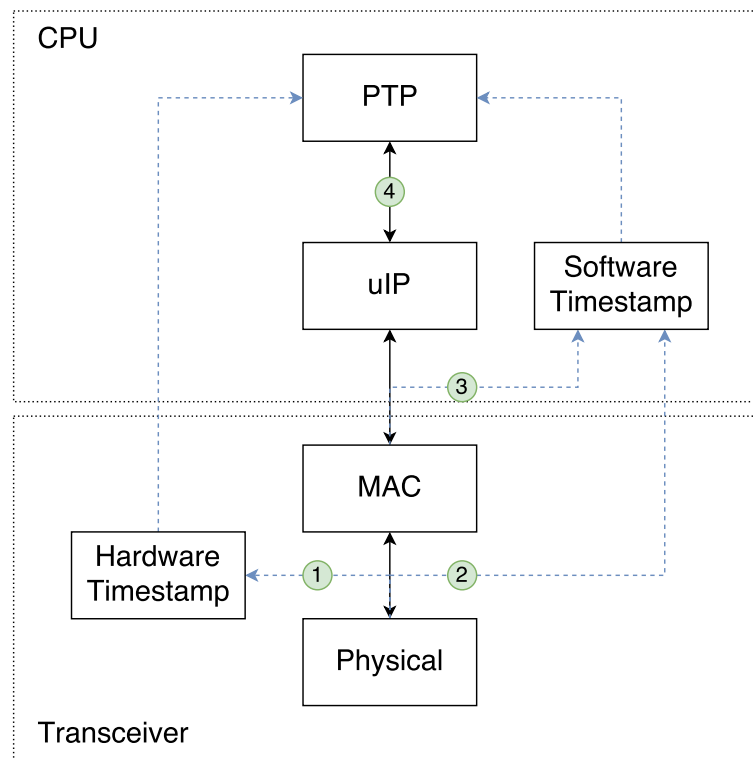 CPU
PTP
4
uIP
Software
Timestamp
3
MAC
Hardware
Timestamp
1
2
Physical
Transceiver